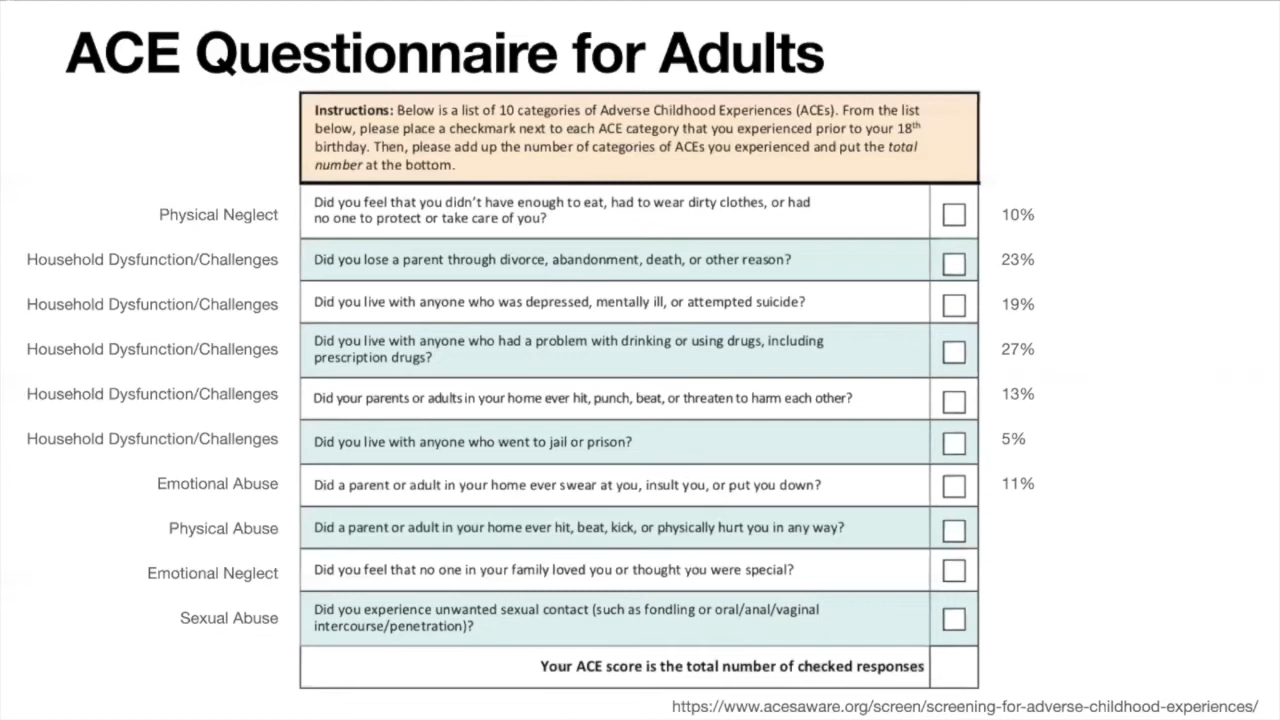 ACE Questionnaire for Adults
Instructions: Below is a list of 10 categories of Adverse Childhood Experiences (ACEs). From the list
below, please place a checkmark next to each ACE category that you experienced prior to your 18th
birthday. Then, please add up the number of categories of ACEs you experienced and put the total
number at the bottom.
Physical Neglect
Did you feel that you didn't have enough to eat, had to wear dirty clothes, or had
no one to protect or take care of you?
10%
Household Dysfunction/Challenges
Did you lose a parent through divorce, abandonment, death, or other reason?
23%
Household Dysfunction/Challenges
Did you live with anyone who was depressed, mentally ill, or attempted suicide?
19%
Household Dysfunction/Challenges
Did you live with anyone who had a problem with drinking or using drugs, including
prescription drugs?
27%
Household Dysfunction/Challenges
Did your parents or adults in your home ever hit, punch, beat, or threaten to harm each other?
13%
Household Dysfunction/Challenges
Did you live with anyone who went to jail or prison?
5%
Emotional Abuse
Did a parent or adult in your home ever swear at you, insult you, or put you down?
11%
Physical Abuse
Did a parent or adult in your home ever hit, beat, kick, or physically hurt you in any way?
Emotional Neglect
Did you feel that no one in your family loved you or thought you were special?
Sexual Abuse
Did you experience unwanted sexual contact (such as fondling or oral/anal/vaginal
intercourse/penetration)?
Your ACE score is the total number of checked responses
https://www.acesaware.org/screen/screening-for-adverse-childhood-experiences/